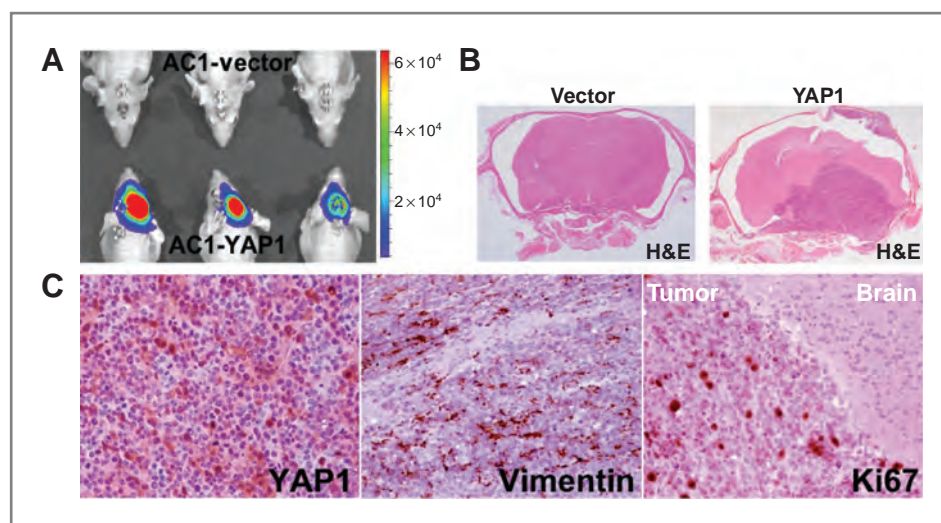 A
AC1-vector
AC1-YAP1
6×10⁴
4×10⁴
2×10⁴
B
Vector
YAP1
H&E
H&E
C
YAP1
Vimentin
Tumor
Brain
Ki67